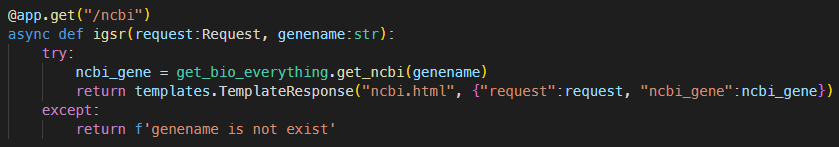 @app.get("/ncbi")
async def igsr(request:Request, genename:str):
    try:
        ncbi_gene = get_bio_everything.get_ncbi(genename)
        return templates.TemplateResponse("ncbi.html", {"request":request, "ncbi_gene":ncbi_gene})
    except:
        return f'genename is not exist'